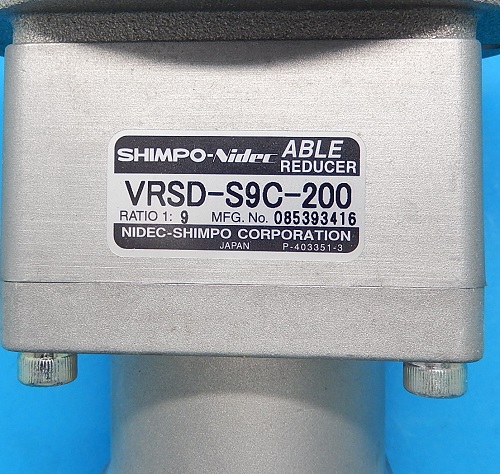 SHIMPO-Nidec ABLE
REDUCER
VRSD-S9C-200
RATIO 1: 9 MFG. No. 085393416
NIDEC-SHIMPO CORPORATION
JAPAN P-403351-3